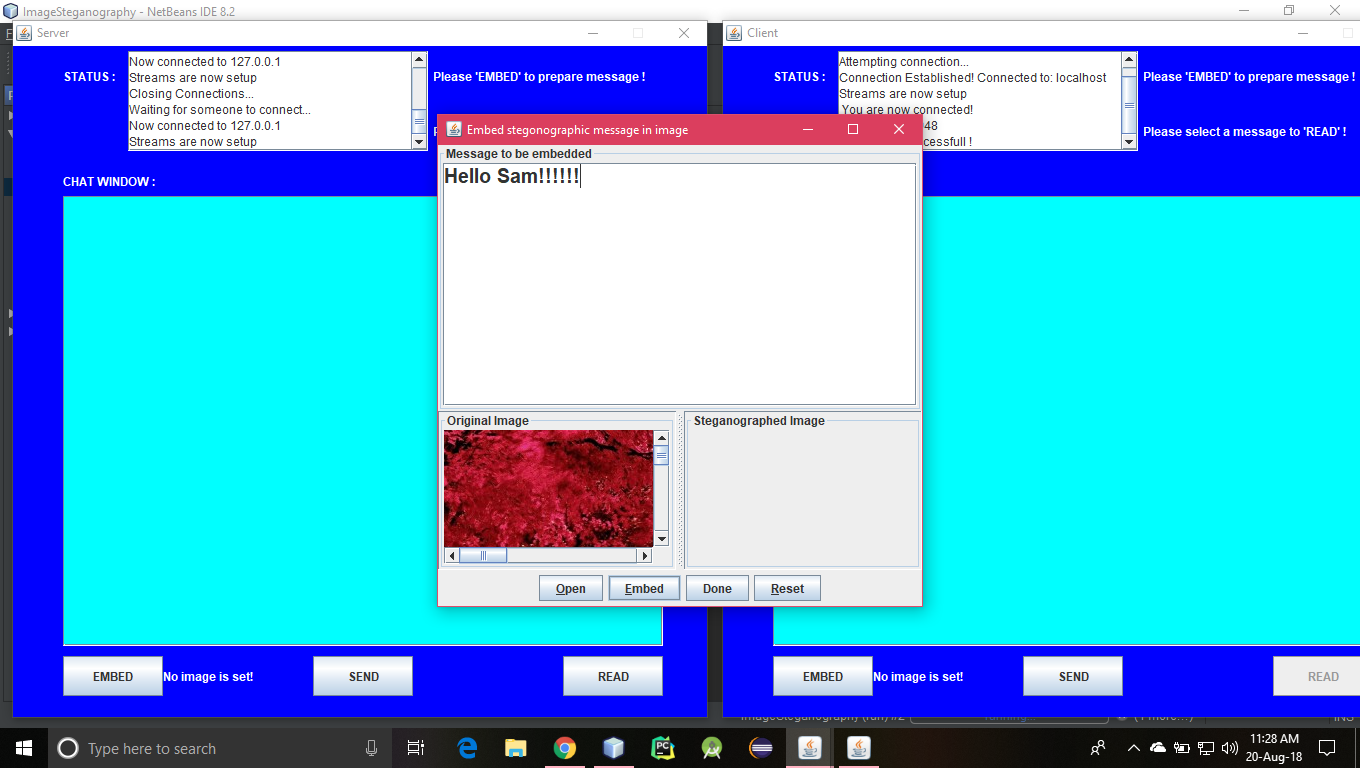 ImageSteganography - NetBeans IDE 8.2
Server
STATUS :
Now connected to 127.0.0.1
Streams are now setup
Closing Connections...
Waiting for someone to connect...
Now connected to 127.0.0.1
Streams are now setup
Please 'EMBED' to prepare message !
CHAT WINDOW :
EMBED
No image is set!
SEND
READ
Client
STATUS :
Attempting connection...
Connection Established! Connected to: localhost
Streams are now setup
You are now connected!
48
cessfull !
Please 'EMBED' to prepare message !
Please select a message to 'READ' !
EMBED
No image is set!
SEND
READ
Embed stegonographic message in image
Message to be embedded
Hello Sam!!!!!!
Original Image
Steganographed Image
Open
Embed
Done
Reset
ImageSteganography (run) #2
running...
(1 more...)
INS
Type here to search
PC
11:28 AM
20-Aug-18